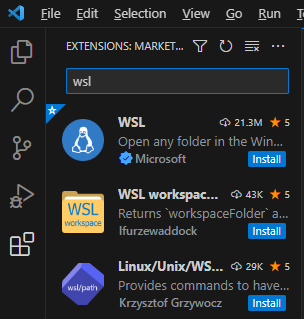 File Edit Selection View Go Run
EXTENSIONS: MARKET...
wsl
WSL 21.3M ★ 5
Open any folder in the Win...
Microsoft Install
WSL workspac... 43K ★ 5
WSL
workspace
Returns `workspaceFolder` a...
lfurzewaddock Install
Linux/Unix/WS... 29K ★ 5
wsl/path
Provides commands to have...
Krzysztof Grzywocz Install